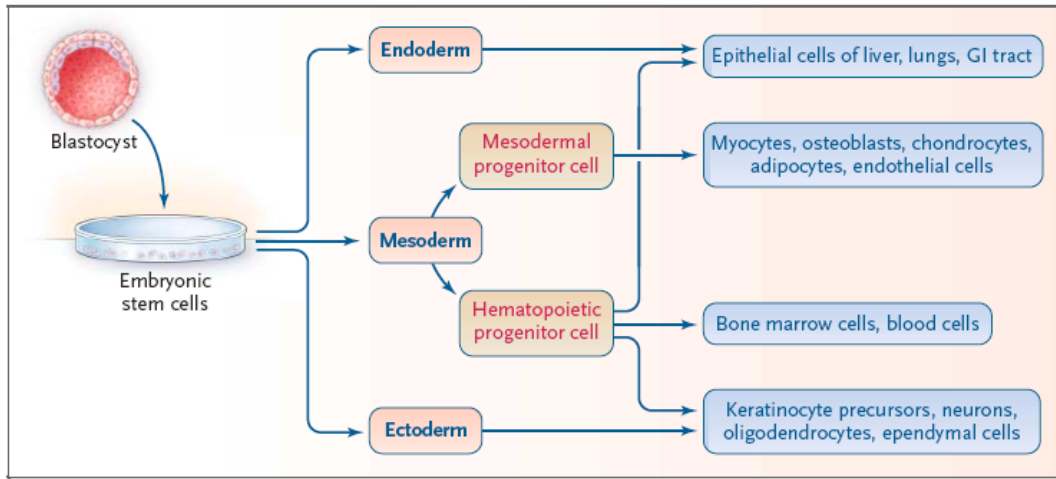 Blastocyst
Embryonic
stem cells
Endoderm
Mesoderm
Ectoderm
Mesodermal
progenitor cell
Hematopoietic
progenitor cell
Epithelial cells of liver, lungs, GI tract
Myocytes, osteoblasts, chondrocytes,
adipocytes, endothelial cells
Bone marrow cells, blood cells
Keratinocyte precursors, neurons,
oligodendrocytes, ependymal cells